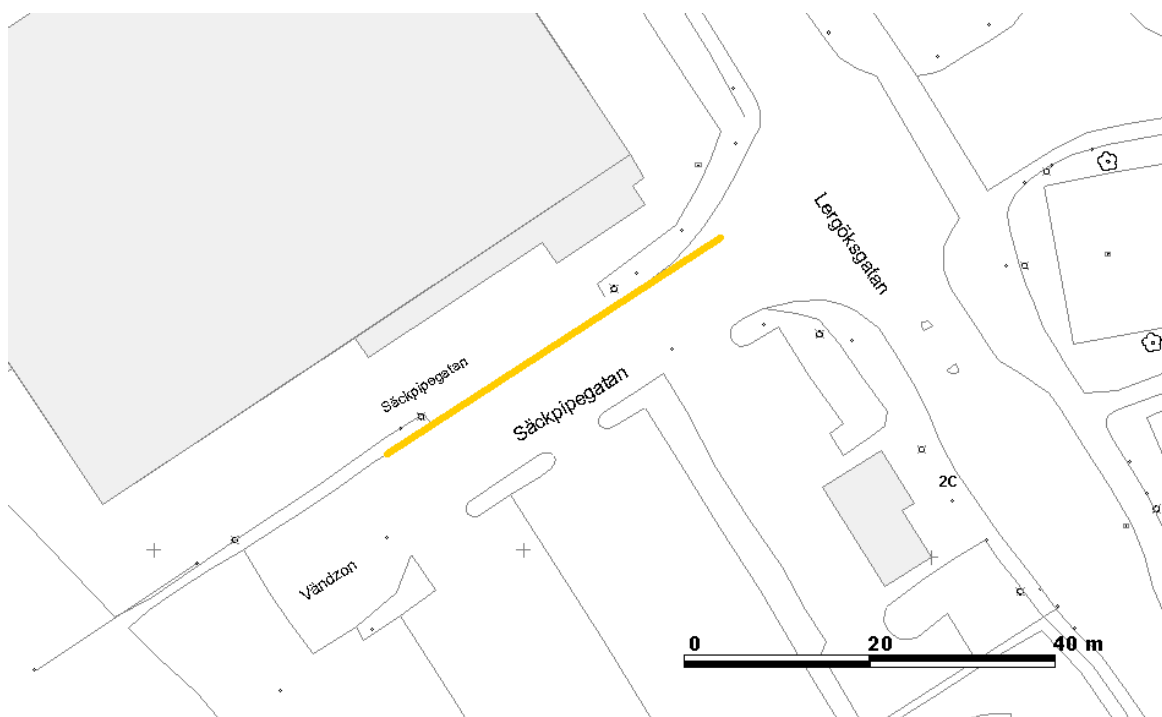 Lergöksgatan
Säckpipegatan
Säckpipegatan
2C
Vändzon
0 20 40 m